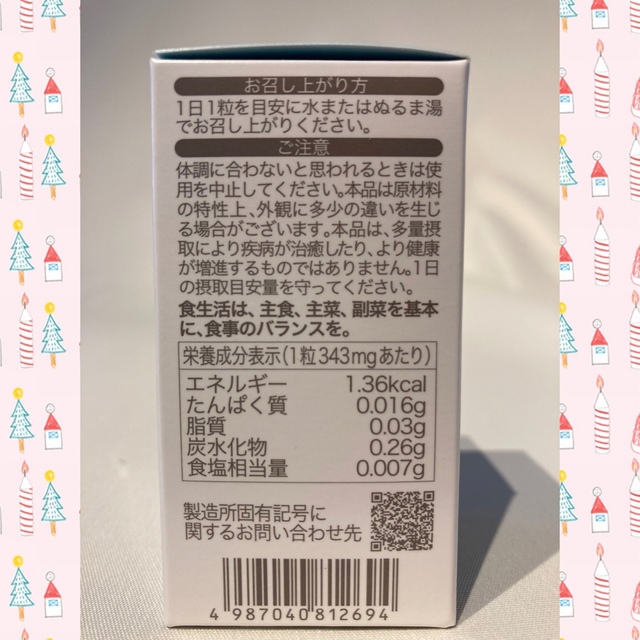 お召し上がり方
1日1粒を目安に水またはぬるま湯
でお召し上がりください。
ご注意
体調に合わないと思われるときは使
用を中止してください。本品は原材料
の特性上、外観に多少の違いを生じ
る場合がございます。本品は、多量摂
取により疾病が治癒したり、より健康
が増進するものではありません。1日
の摂取目安量を守ってください。
食生活は、主食、主菜、副菜を基本
に、食事のバランスを。
栄養成分表示(1粒343mgあたり)
エネルギー 1.36kcal
たんぱく質 0.016g
脂質 0.03g
炭水化物 0.26g
食塩相当量 0.007g
製造所固有記号に
関するお問い合わせ先
4 987040 812694